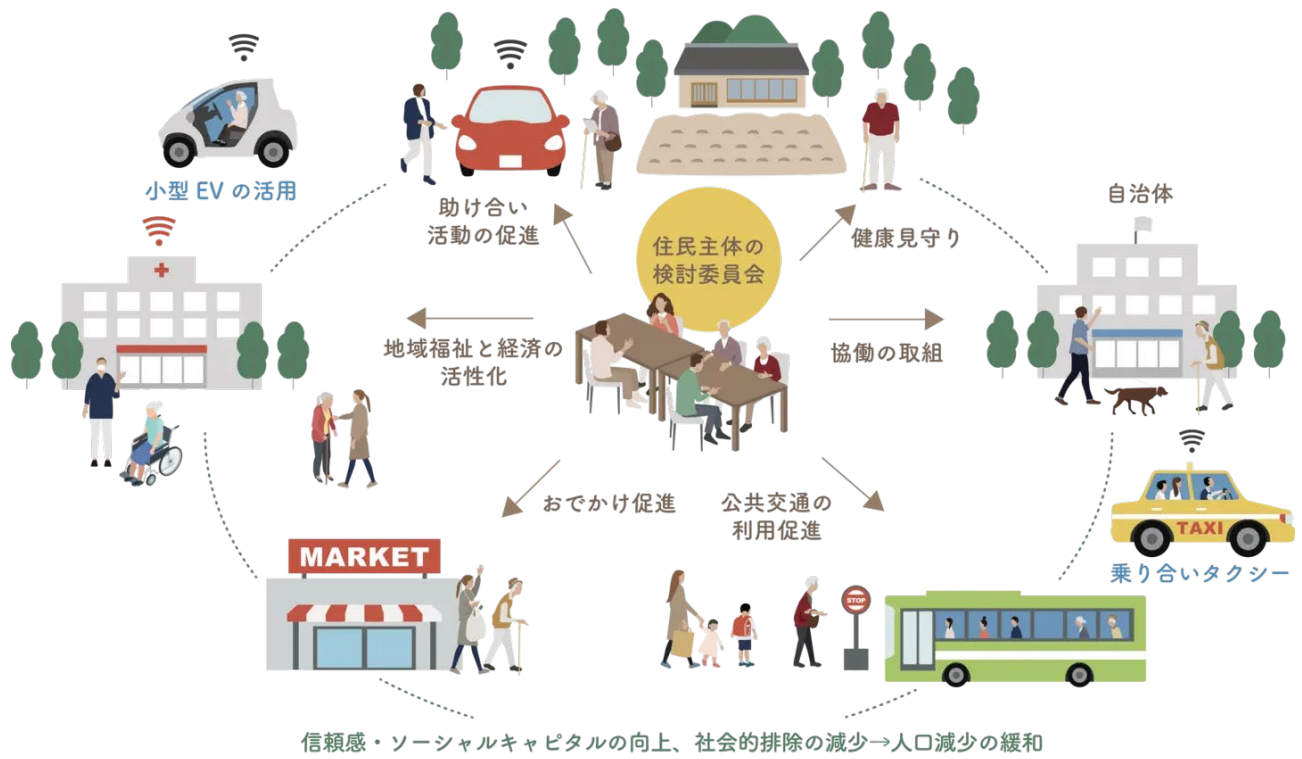 小型 EV の活用
助け合い
活動の促進
住民主体の
検討委員会
健康見守り
自治体
地域福祉と経済の
活性化
協働の取組
おでかけ促進
公共交通の
利用促進
MARKET
STOP
TAXI
乗り合いタクシー
信頼感・ソーシャルキャピタルの向上、社会的排除の減少→人口減少の緩和